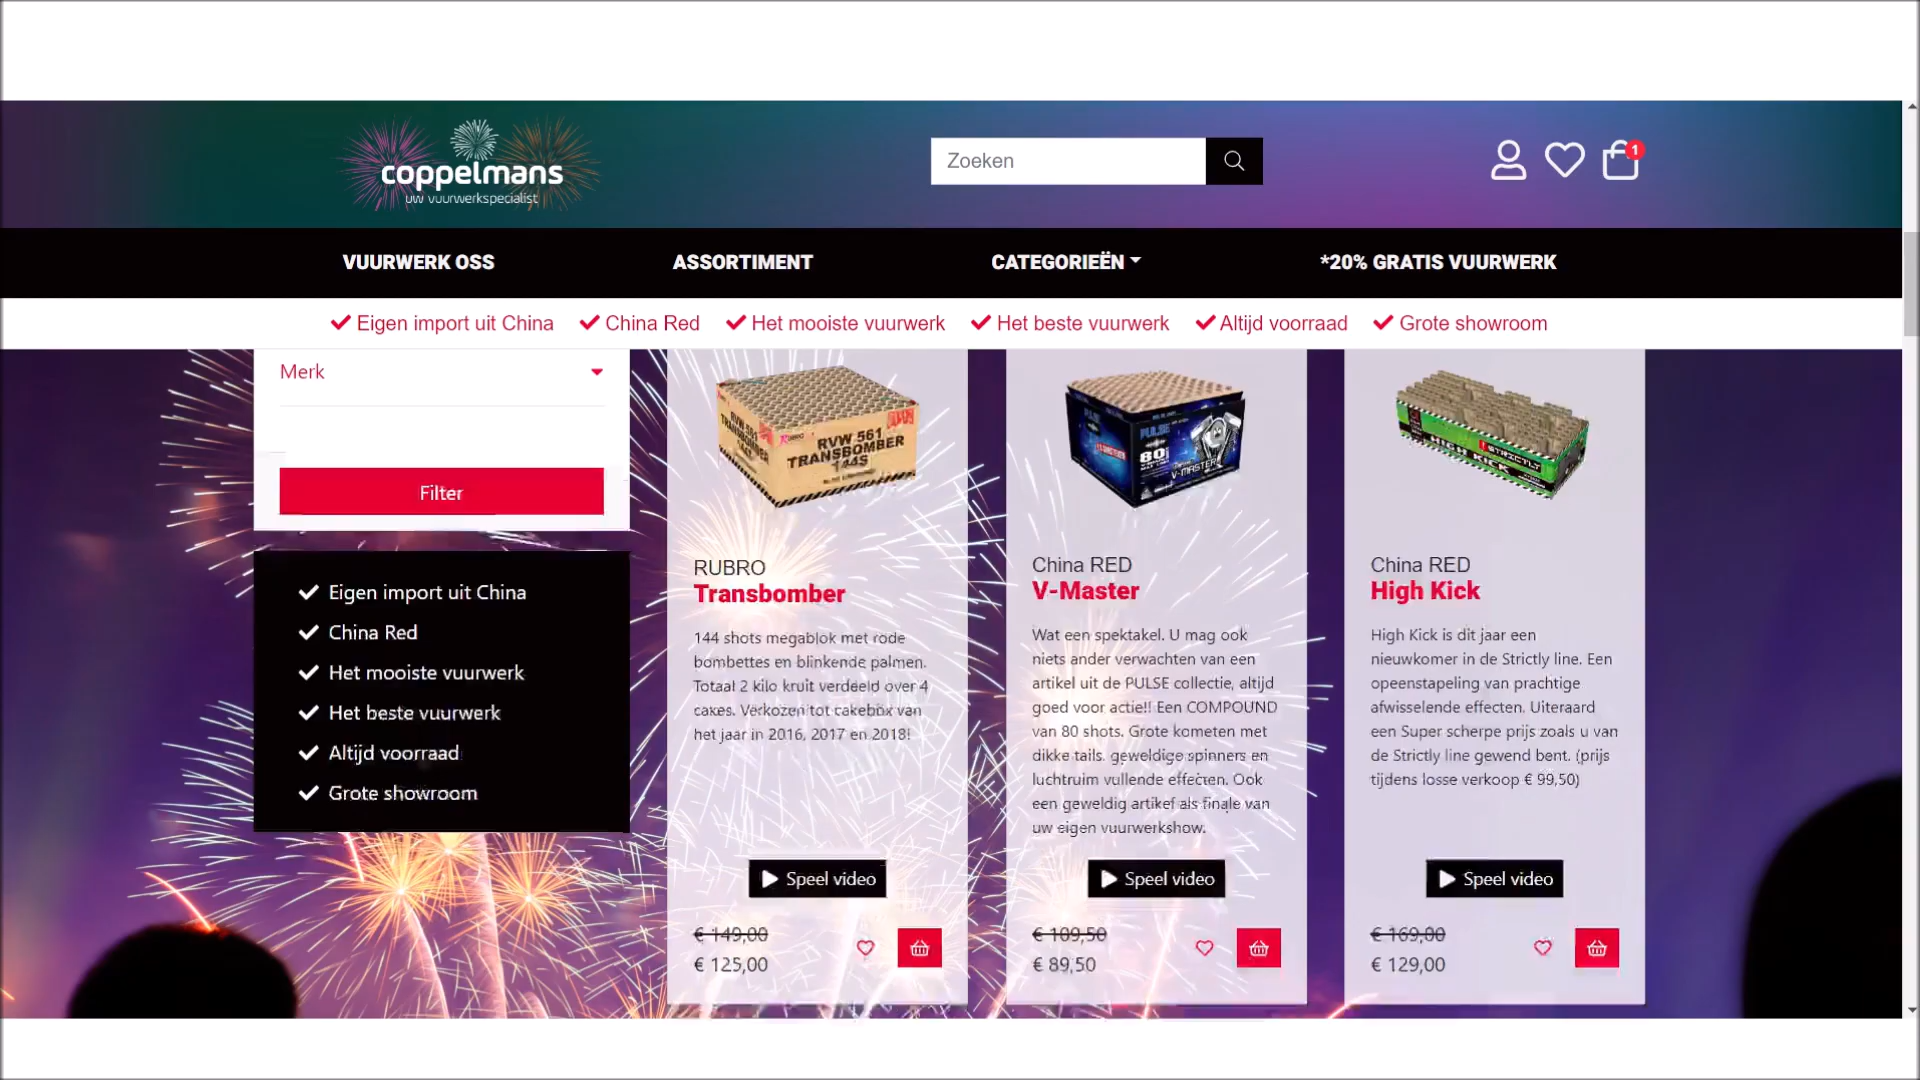 coppelmans
uw vuurwerkspecialist
Zoeken
1
VUURWERK OSS
ASSORTIMENT
CATEGORIEËN
*20% GRATIS VUURWERK
Eigen import uit China
China Red
Het mooiste vuurwerk
Het beste vuurwerk
Altijd voorraad
Grote showroom
Merk
Filter
Eigen import uit China
China Red
Het mooiste vuurwerk
Het beste vuurwerk
Altijd voorraad
Grote showroom
RVW 561
TRANSBOMBER
144S
RUBRO
Transbomber
144 shots megablok met rode
bombettes en blinkende palmen.
Totaal 2 kilo kruit verdeeld over 4
cakes. Verkozen tot cakebox van
het jaar in 2016, 2017 en 2018!
Speel video
€ 149,00
€ 125,00
PULSE
80
V-MASTER
China RED
V-Master
Wat een spektakel. U mag ook
niets ander verwachten van een
artikel uit de PULSE collectie, altijd
goed voor actie!! Een COMPOUND
van 80 shots. Grote kometen met
dikke tails. geweldige spinners en
luchtruim vullende effecten. Ook
een geweldig artikel als finale van
uw eigen vuurwerkshow.
Speel video
€ 109,50
€ 89,50
STRICTLY
HIGH KICK
China RED
High Kick
High Kick is dit jaar een
nieuwkomer in de Strictly line. Een
opeenstapeling van prachtige
afwisselende effecten. Uiteraard
een Super scherpe prijs zoals u van
de Strictly line gewend bent. (prijs
tijdens losse verkoop € 99,50)
Speel video
€ 169,00
€ 129,00